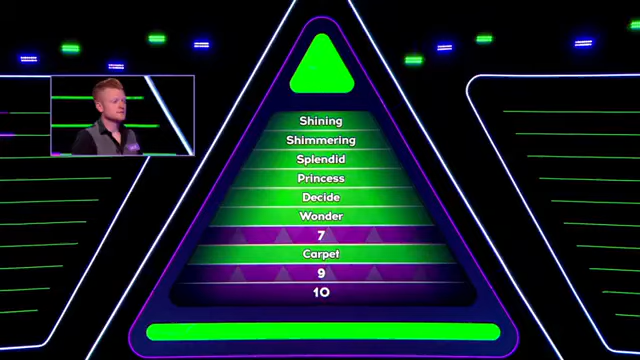 Shining
Shimmering
Splendid
Princess
Decide
Wonder
7
Carpet
9
10